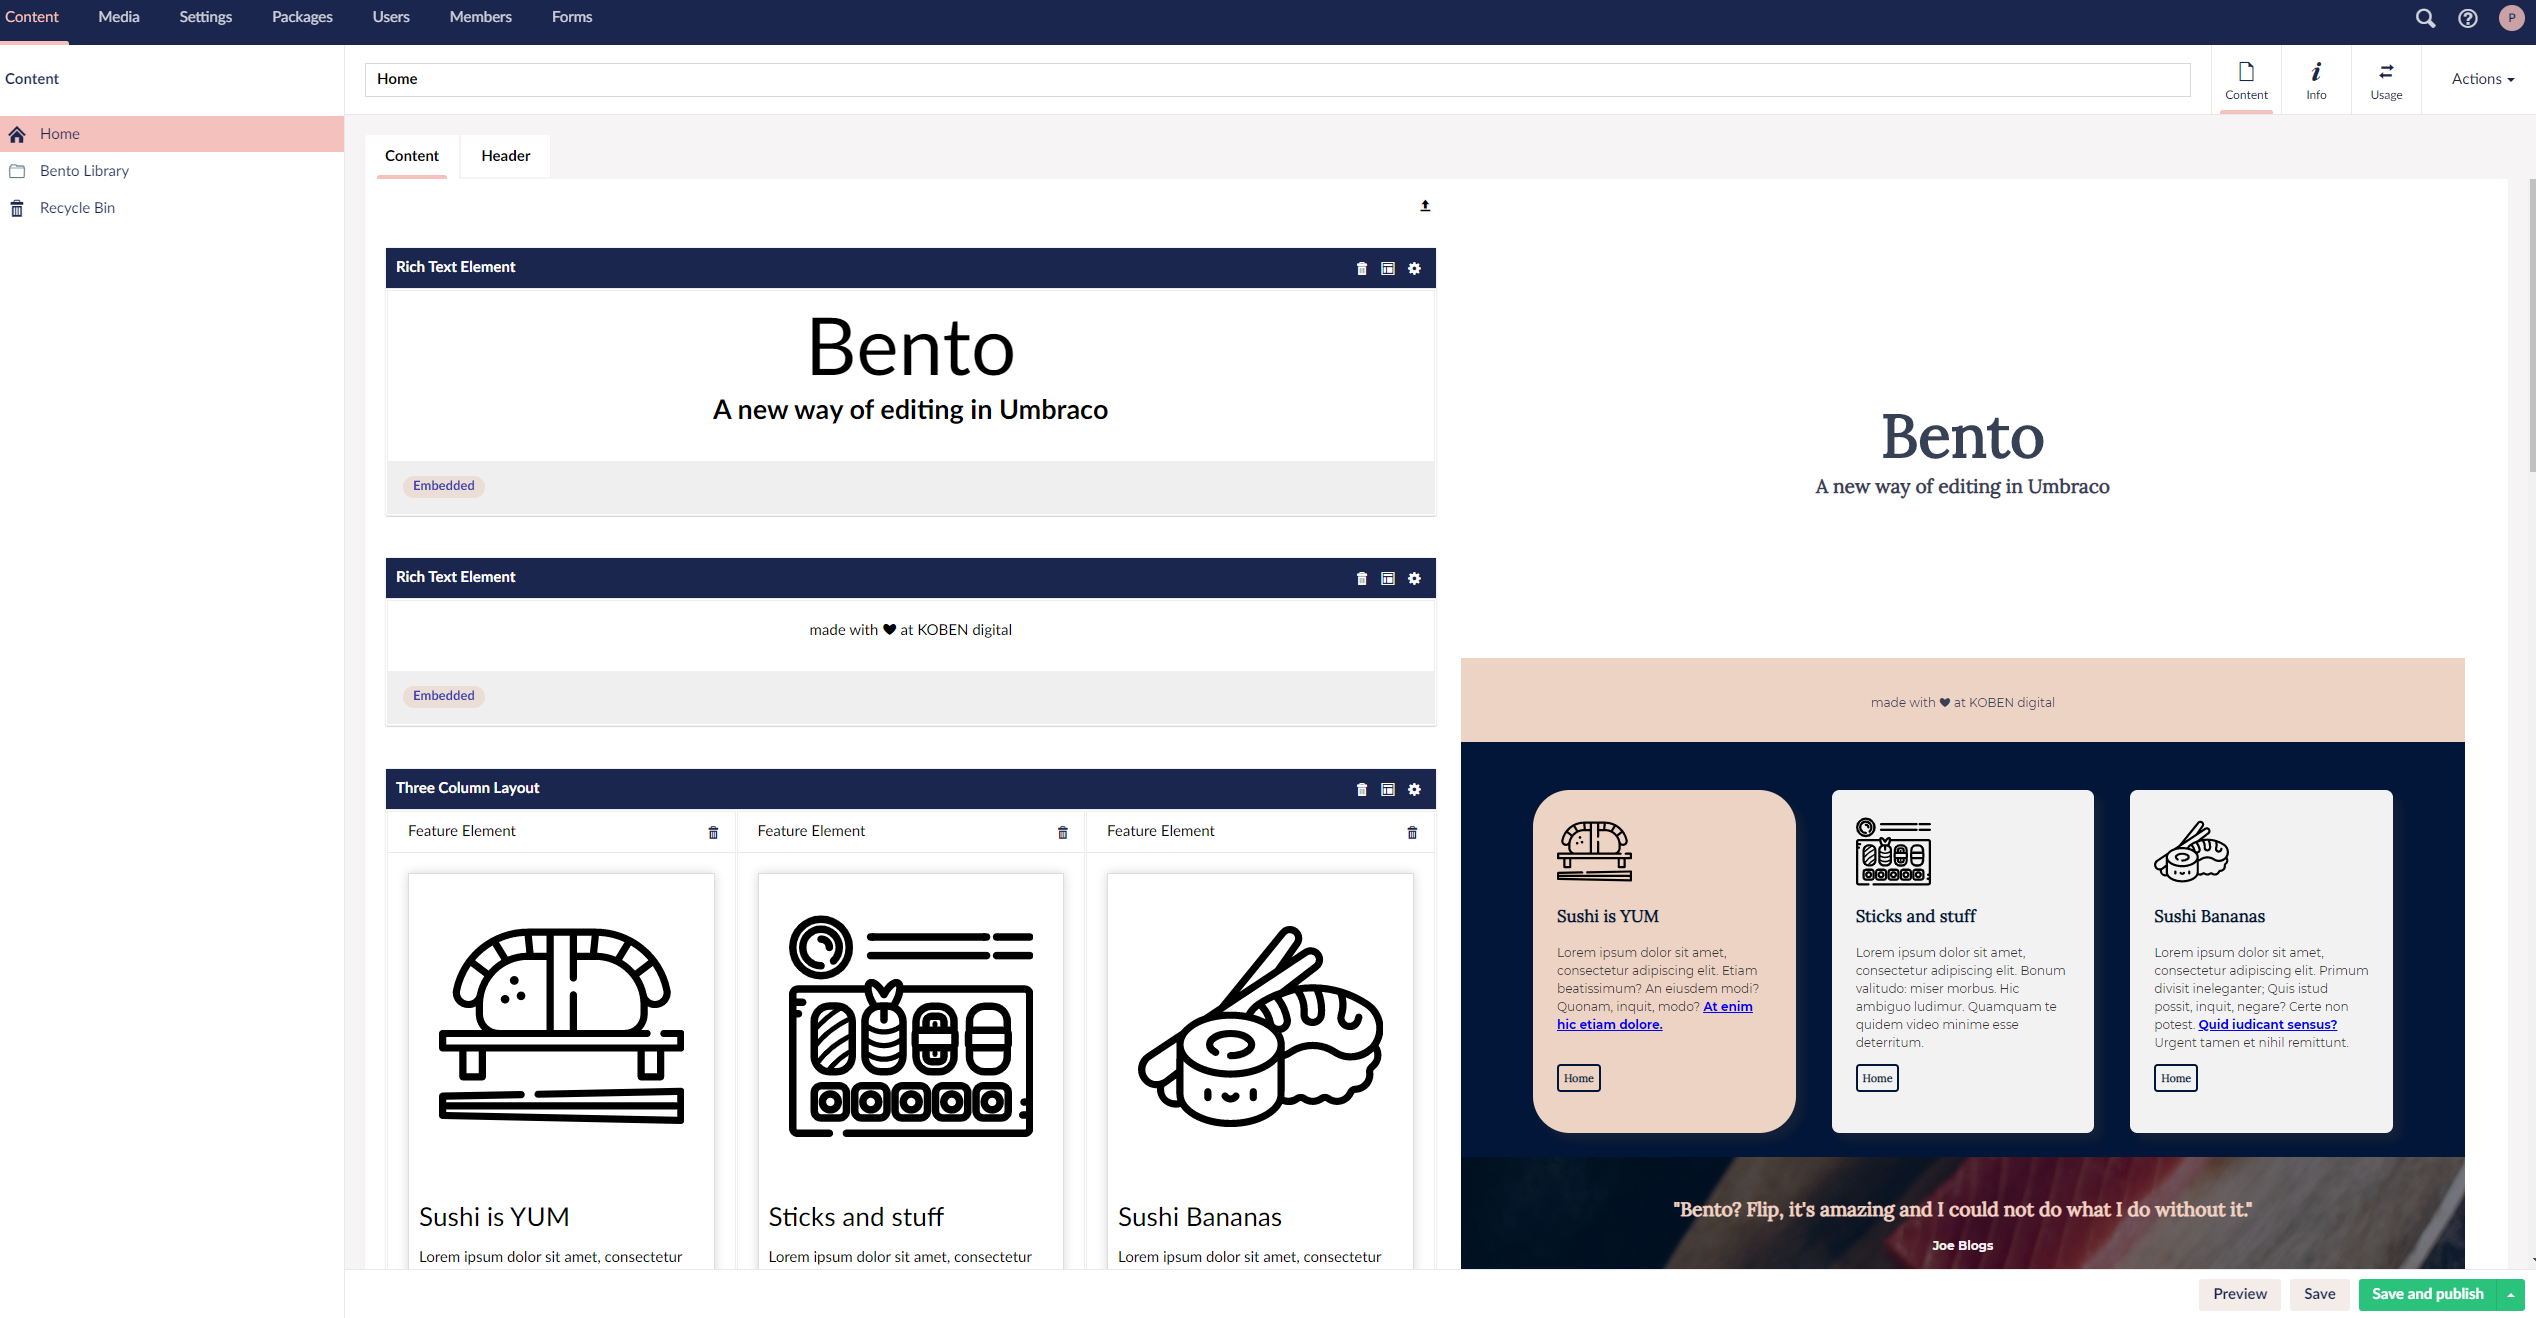 Content Media Settings Packages Users Members Forms
P
Content
Home
Bento Library
Recycle Bin
Home
Content
Info
Usage
Actions
Content Header
Rich Text Element
Bento
A new way of editing in Umbraco
Embedded
Rich Text Element
made with ♥ at KOBEN digital
Embedded
Three Column Layout
Feature Element
Sushi is YUM
Lorem ipsum dolor sit amet, consectetur
Feature Element
Sticks and stuff
Lorem ipsum dolor sit amet, consectetur
Feature Element
Sushi Bananas
Lorem ipsum dolor sit amet, consectetur
Bento
A new way of editing in Umbraco
made with ♥ at KOBEN digital
Sushi is YUM
Lorem ipsum dolor sit amet,
consectetur adipiscing elit. Etiam
beatissimum? An eiusdem modi?
Quonam, inquit, modo? At enim
hic etiam dolore.
Home
Sticks and stuff
Lorem ipsum dolor sit amet,
consectetur adipiscing elit. Bonum
valitudo: miser morbus. Hic
ambiguo ludimur. Quamquam te
quidem video minime esse
deterritum.
Home
Sushi Bananas
Lorem ipsum dolor sit amet,
consectetur adipiscing elit. Primum
divisit ineleganter; Quis istud
possit, inquit, negare? Certe non
potest. Quid iudicant sensus?
Urgent tamen et nihil remittunt.
Home
"Bento? Flip, it's amazing and I could not do what I do without it."
Joe Blogs
Preview
Save
Save and publish